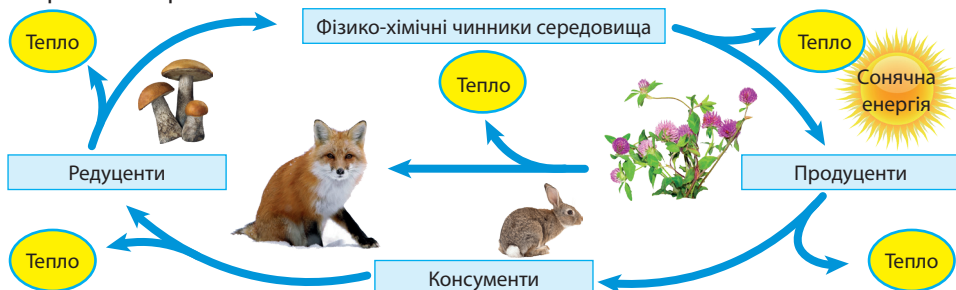 Тепло
Фізико-хімічні чинники середовища
Тепло
Сонячна
енергія
Тепло
Редуценти
Продуценти
Тепло
Консументи
Тепло